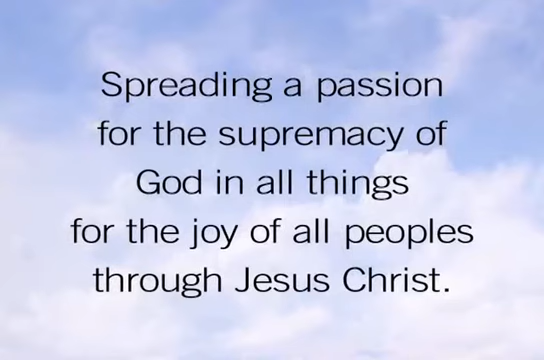 Spreading a passion
for the supremacy of
God in all things
for the joy of all peoples
through Jesus Christ.